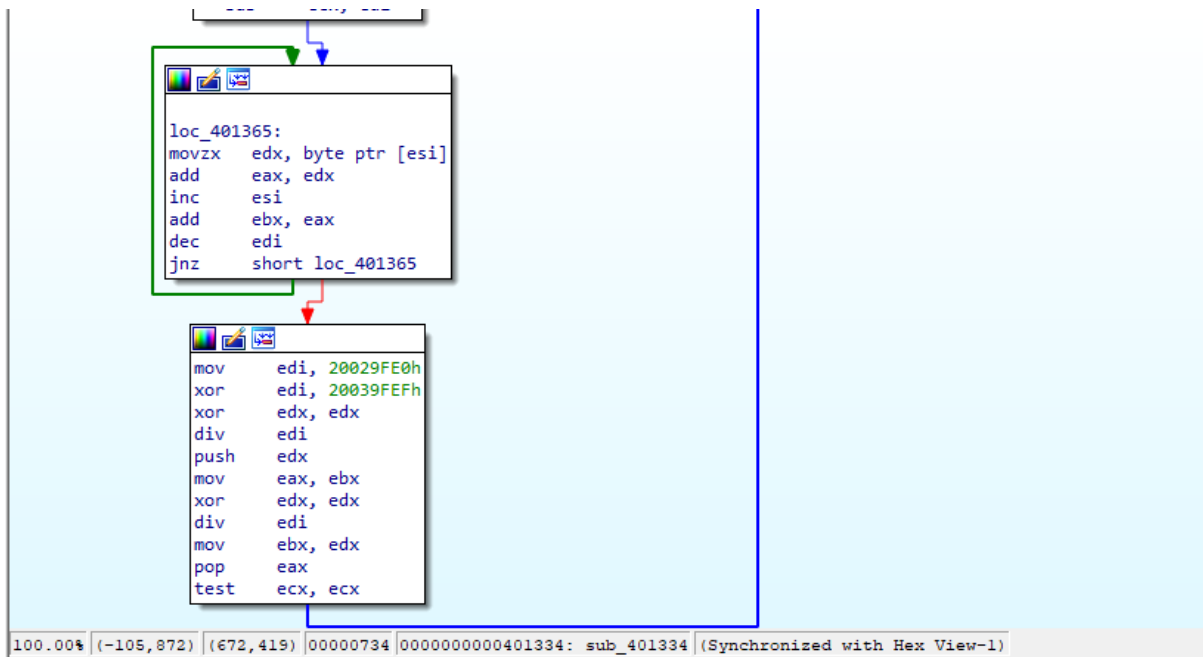 loc_401365:
movzx edx, byte ptr [esi]
add eax, edx
inc esi
add ebx, eax
dec edi
jnz short loc_401365
mov edi, 20029FE0h
xor edi, 20039FEFh
xor edx, edx
div edi
push edx
mov eax, ebx
xor edx, edx
div edi
mov ebx, edx
pop eax
test ecx, ecx
100.00% (-105,872) (672,419) 00000734 0000000000401334: sub_401334 (Synchronized with Hex View-1)